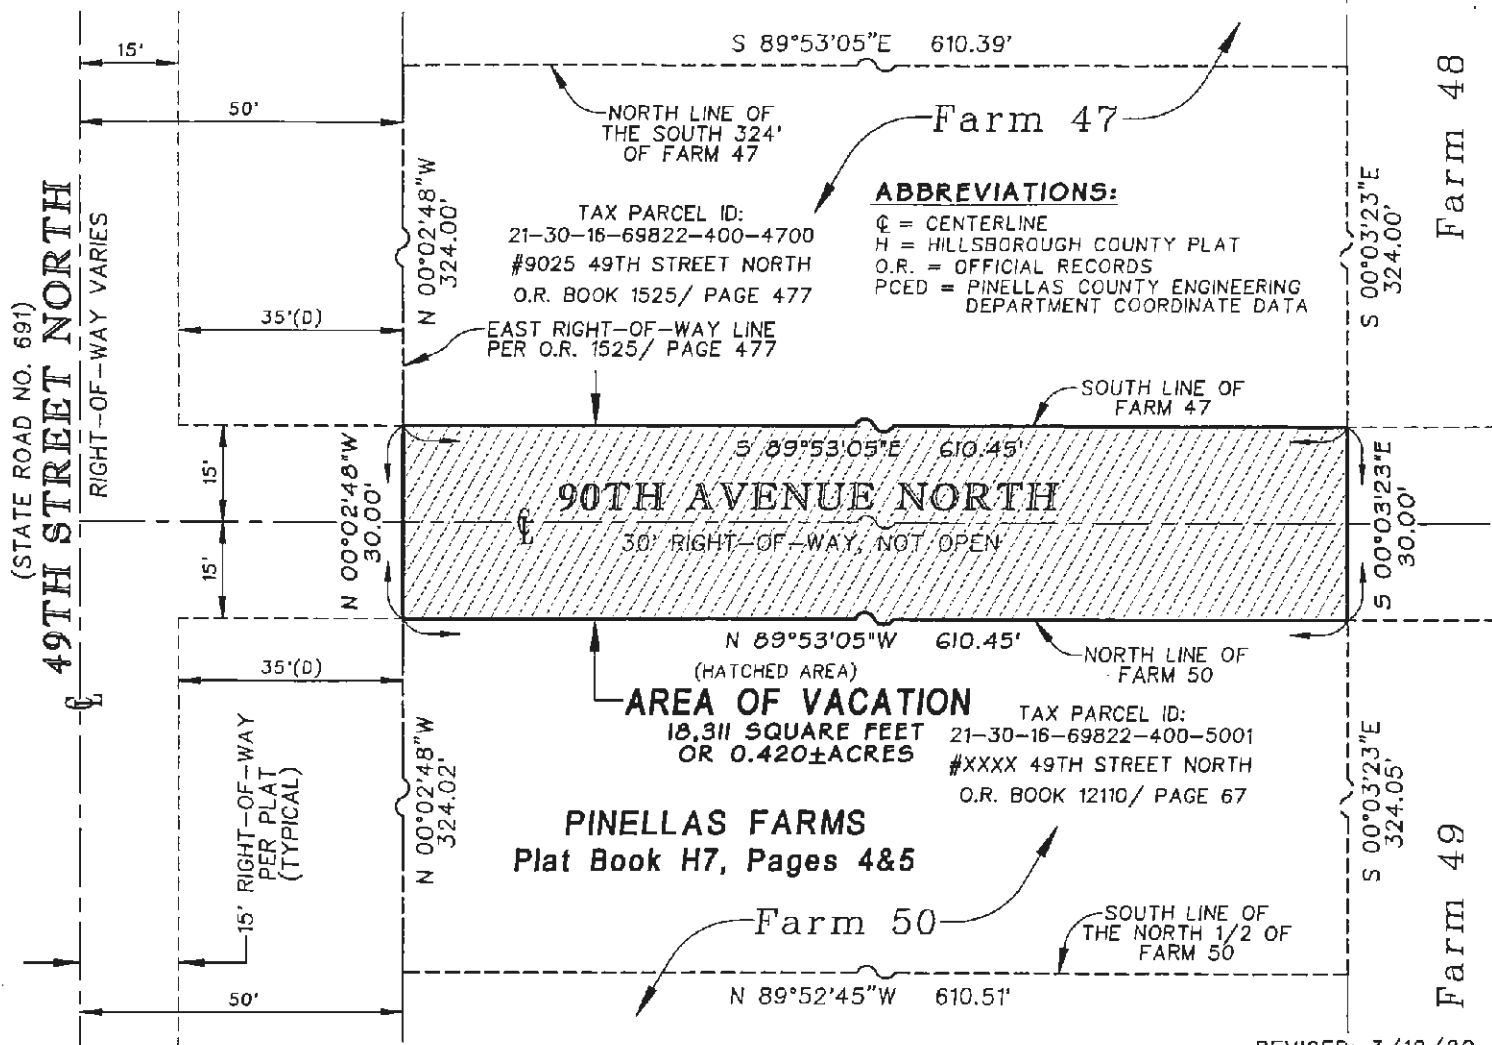 S 89°53'05"E 610.39'
15'
50'
NORTH LINE OF
THE SOUTH 324'
OF FARM 47
Farm 47
Farm 48
N 00°02'48"W
324.00'
TAX PARCEL ID:
21-30-16-69822-400-4700
#9025 49TH STREET NORTH
O.R. BOOK 1525/ PAGE 477
ABBREVIATIONS:
℄ = CENTERLINE
H = HILLSBOROUGH COUNTY PLAT
O.R. = OFFICIAL RECORDS
PCED = PINELLAS COUNTY ENGINEERING
DEPARTMENT COORDINATE DATA
S 00°03'23"E
324.00'
(STATE ROAD NO. 691)
49TH STREET NORTH
RIGHT-OF-WAY VARIES
℄
35'(D)
EAST RIGHT-OF-WAY LINE
PER O.R. 1525/ PAGE 477
SOUTH LINE OF
FARM 47
15'
15'
N 00°02'48"W
30.00'
S 89°53'05"E 610.45'
90TH AVENUE NORTH
℄
30' RIGHT-OF-WAY, NOT OPEN
S 00°03'23"E
30.00'
N 89°53'05"W 610.45'
NORTH LINE OF
FARM 50
35'(D)
(HATCHED AREA)
AREA OF VACATION
18,311 SQUARE FEET
OR 0.420±ACRES
TAX PARCEL ID:
21-30-16-69822-400-5001
#XXXX 49TH STREET NORTH
O.R. BOOK 12110/ PAGE 67
15' RIGHT-OF-WAY
PER PLAT
(TYPICAL)
N 00°02'48"W
324.02'
S 00°03'23"E
324.05'
PINELLAS FARMS
Plat Book H7, Pages 4&5
Farm 50
Farm 49
SOUTH LINE OF
THE NORTH 1/2 OF
FARM 50
50'
N 89°52'45"W 610.51'